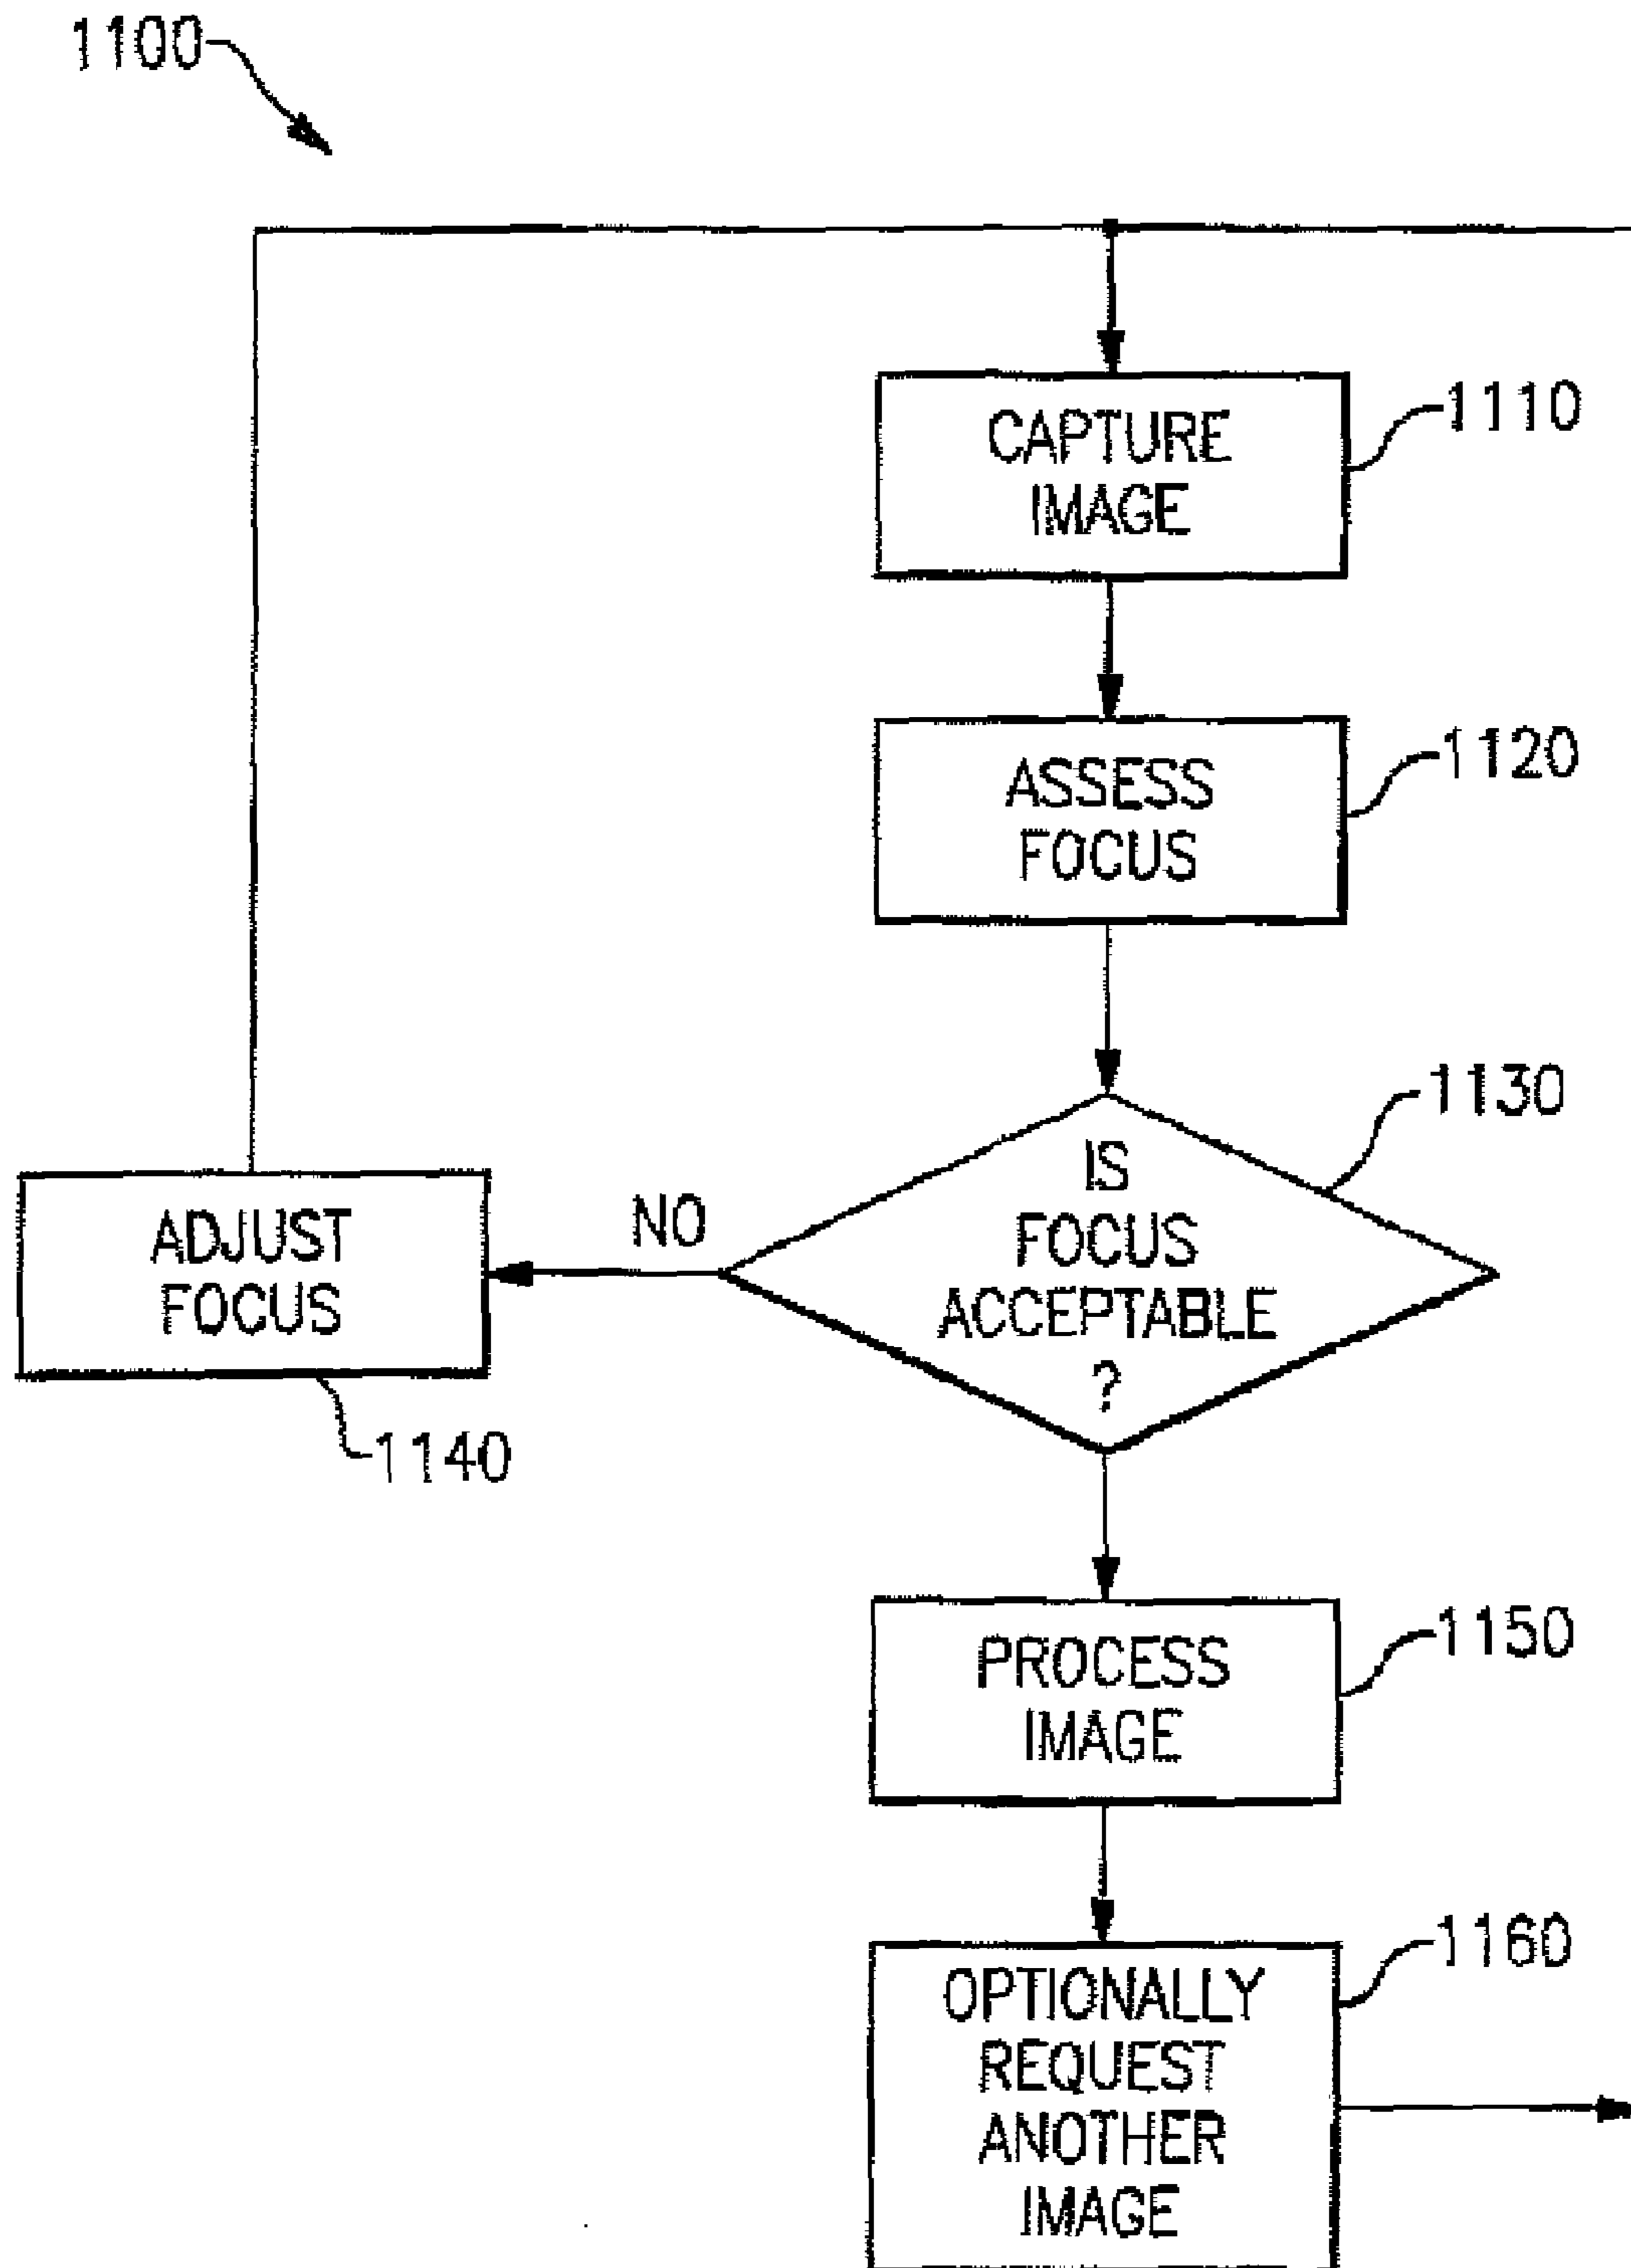 1100
CAPTURE
IMAGE
1110
ASSESS
FOCUS
1120
IS
FOCUS
ACCEPTABLE
?
1130
NO
ADJUST
FOCUS
1140
PROCESS
IMAGE
1150
OPTIONALLY
REQUEST
ANOTHER
IMAGE
1160